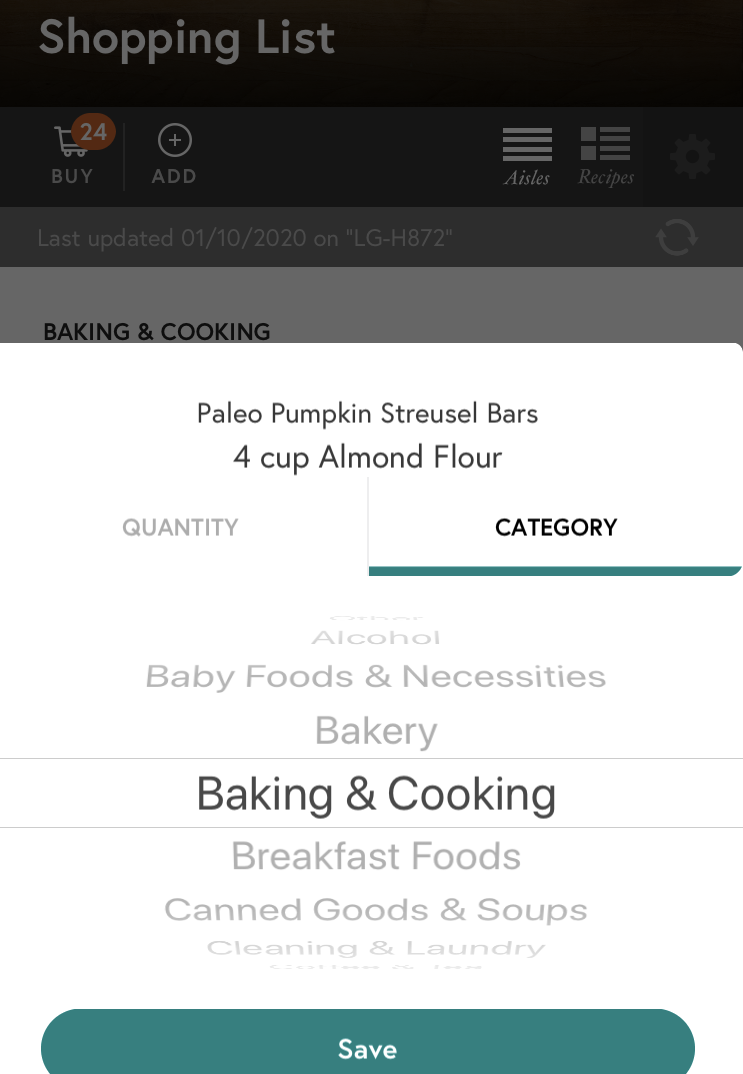 Shopping List
24
BUY
ADD
Aisles
Recipes
Last updated 01/10/2020 on "LG-H872"
BAKING & COOKING
Paleo Pumpkin Streusel Bars
4 cup Almond Flour
QUANTITY
CATEGORY
Other
Alcohol
Baby Foods & Necessities
Bakery
Baking & Cooking
Breakfast Foods
Canned Goods & Soups
Cleaning & Laundry
Save